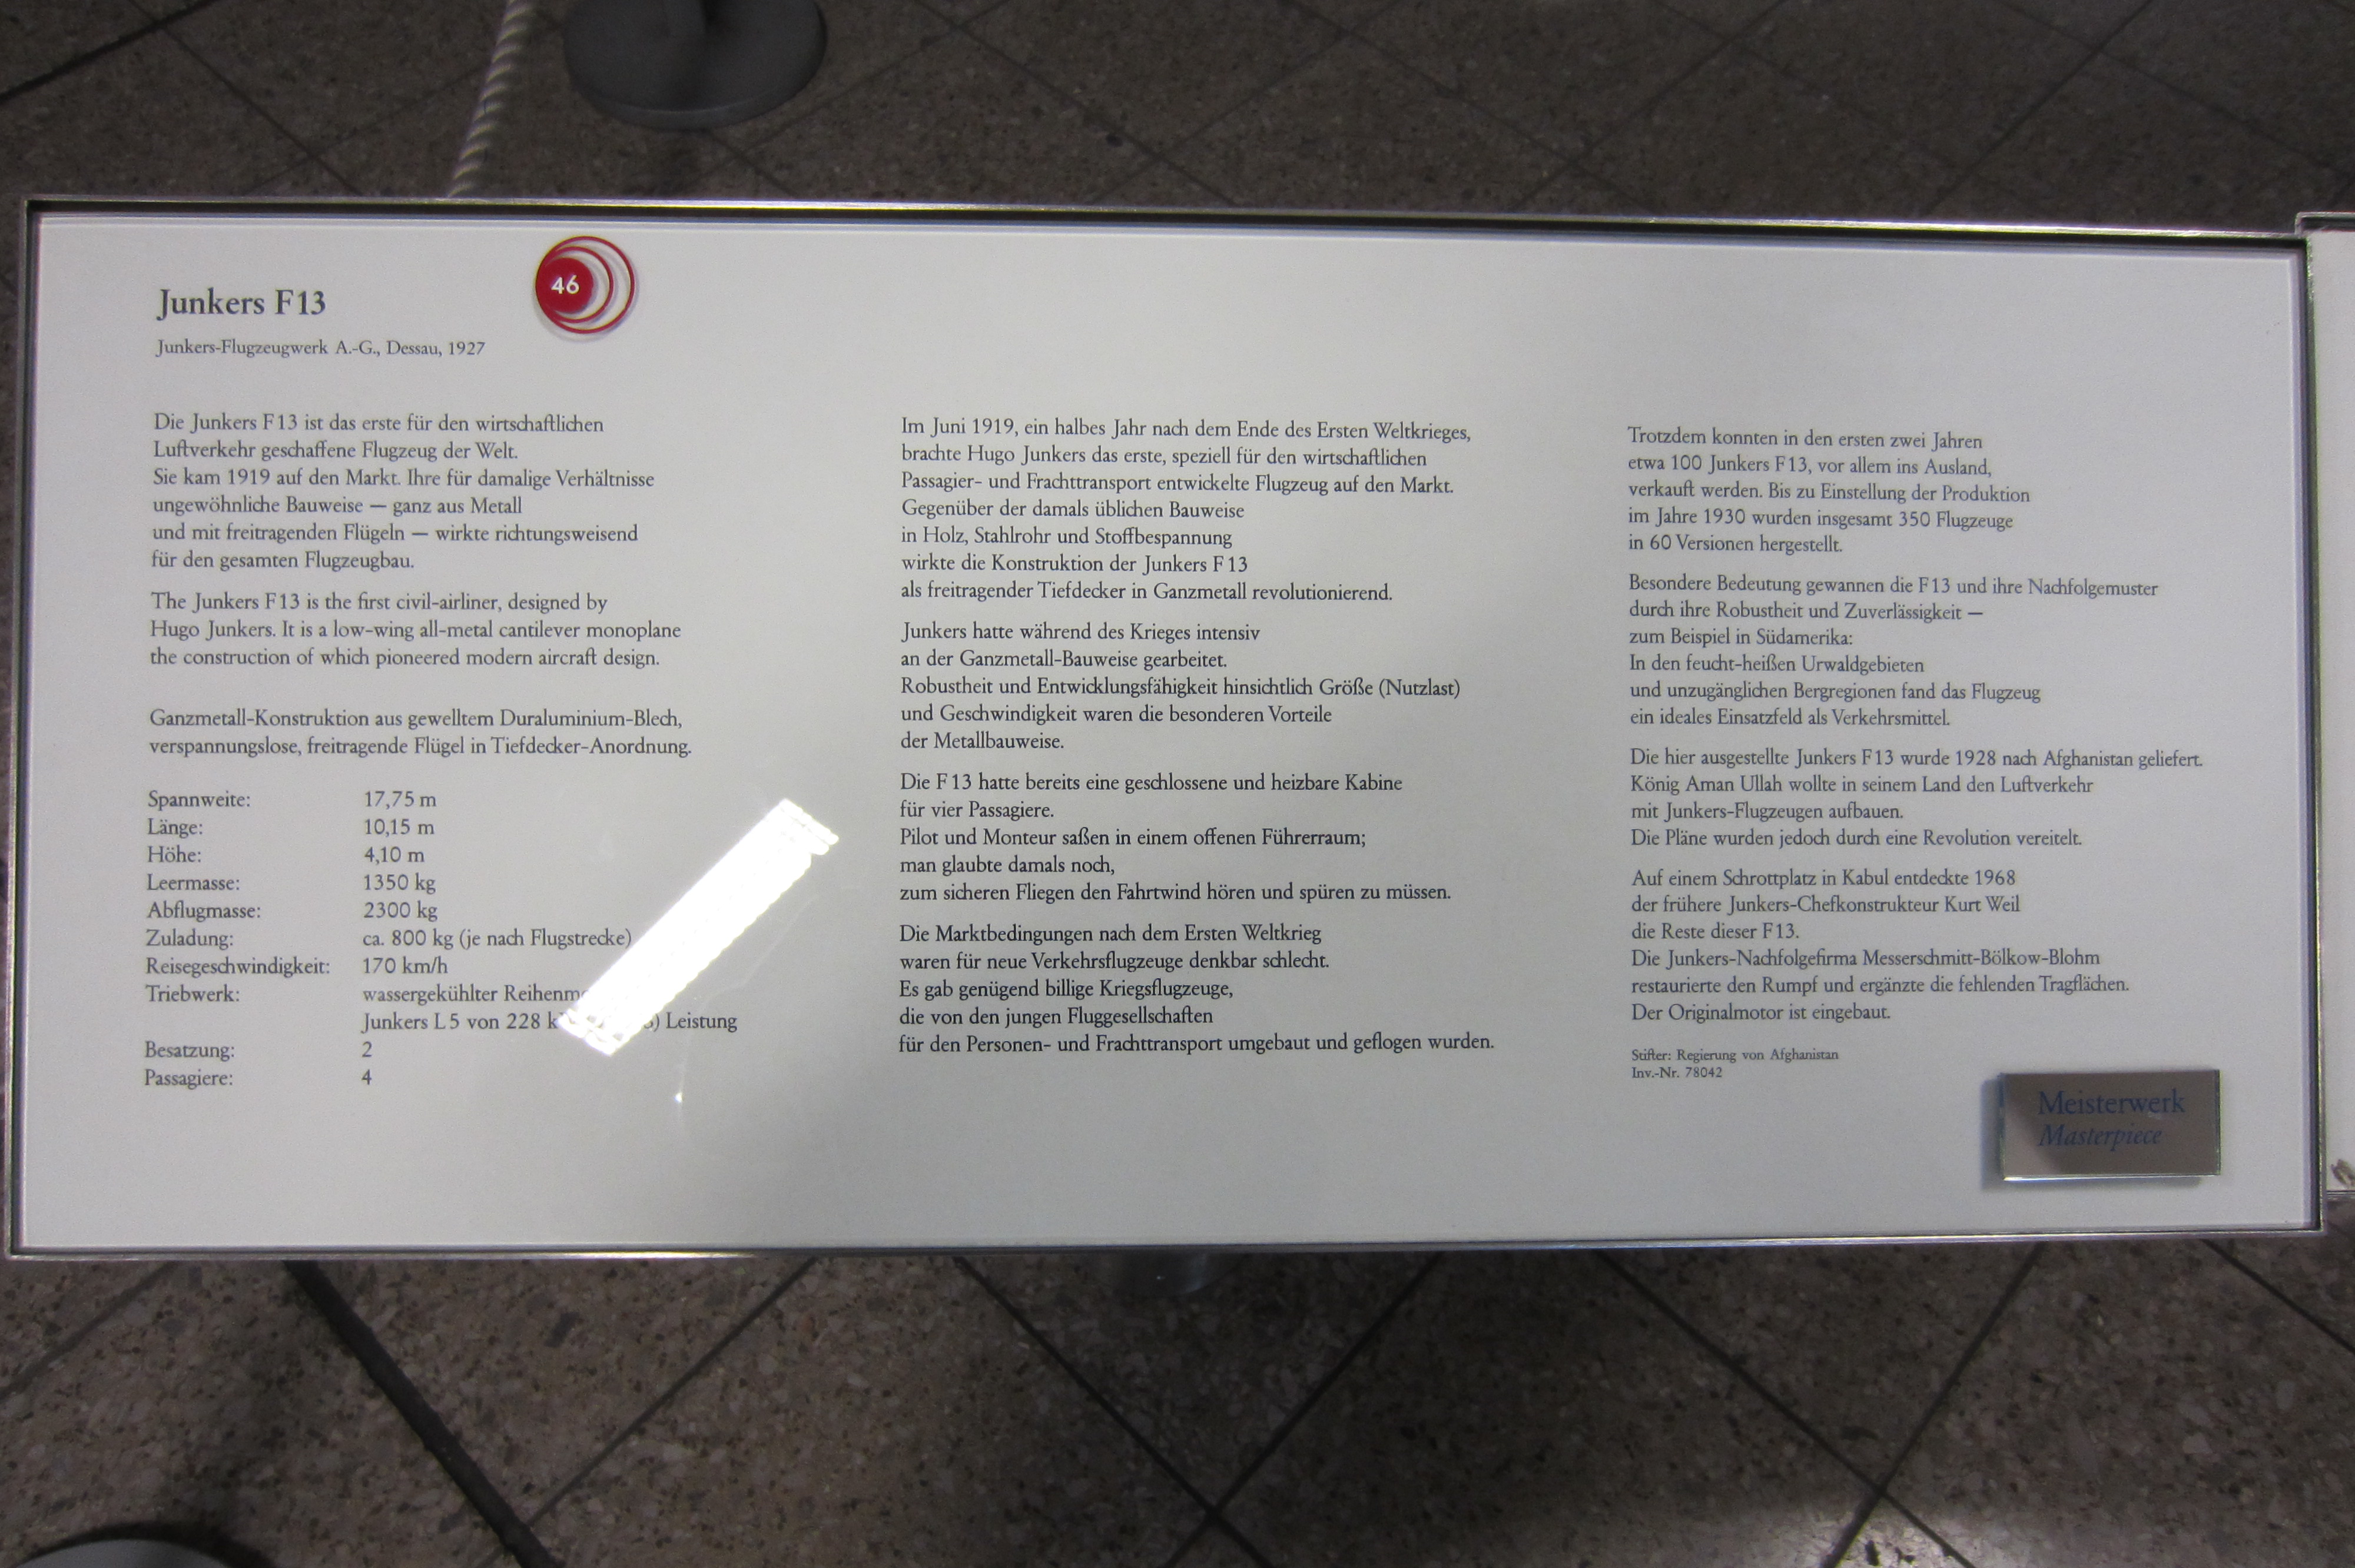 46
Junkers F13
Junkers-Flugzeugwerk A.-G., Dessau, 1927
Die Junkers F13 ist das erste für den wirtschaftlichen
Luftverkehr geschaffene Flugzeug der Welt.
Sie kam 1919 auf den Markt. Ihre für damalige Verhältnisse
ungewöhnliche Bauweise — ganz aus Metall
und mit freitragenden Flügeln — wirkte richtungsweisend
für den gesamten Flugzeugbau.
The Junkers F13 is the first civil-airliner, designed by
Hugo Junkers. It is a low-wing all-metal cantilever monoplane
the construction of which pioneered modern aircraft design.
Ganzmetall-Konstruktion aus gewelltem Duraluminium-Blech,
verspannungslose, freitragende Flügel in Tiefdecker-Anordnung.
Spannweite: 17,75 m
Länge: 10,15 m
Höhe: 4,10 m
Leermasse: 1350 kg
Abflugmasse: 2300 kg
Zuladung: ca. 800 kg (je nach Flugstrecke)
Reisegeschwindigkeit: 170 km/h
Triebwerk: wassergekühlter
Junkers L5 von 228 Leistung
Besatzung: 2
Passagiere: 4
Im Juni 1919, ein halbes Jahr nach dem Ende des Ersten Weltkrieges,
brachte Hugo Junkers das erste, speziell für den wirtschaftlichen
Passagier- und Frachttransport entwickelte Flugzeug auf den Markt.
Gegenüber der damals üblichen Bauweise
in Holz, Stahlrohr und Stoffbespannung
wirkte die Konstruktion der Junkers F13
als freitragender Tiefdecker in Ganzmetall revolutionierend.
Junkers hatte während des Krieges intensiv
an der Ganzmetall-Bauweise gearbeitet.
Robustheit und Entwicklungsfähigkeit hinsichtlich Größe (Nutzlast)
und Geschwindigkeit waren die besonderen Vorteile
der Metallbauweise.
Die F13 hatte bereits eine geschlossene und heizbare Kabine
für vier Passagiere.
Pilot und Monteur saßen in einem offenen Führerraum;
man glaubte damals noch,
zum sicheren Fliegen den Fahrtwind hören und spüren zu müssen.
Die Marktbedingungen nach dem Ersten Weltkrieg
waren für neue Verkehrsflugzeuge denkbar schlecht.
Es gab genügend billige Kriegsflugzeuge,
die von den jungen Fluggesellschaften
für den Personen- und Frachttransport umgebaut und geflogen wurden.
Trotzdem konnten in den ersten zwei Jahren
etwa 100 Junkers F13, vor allem ins Ausland,
verkauft werden. Bis zu Einstellung der Produktion
im Jahre 1930 wurden insgesamt 350 Flugzeuge
in 60 Versionen hergestellt.
Besondere Bedeutung gewannen die F13 und ihre Nachfolgemuster
durch ihre Robustheit und Zuverlässigkeit —
zum Beispiel in Südamerika:
In den feucht-heißen Urwaldgebieten
und unzugänglichen Bergregionen fand das Flugzeug
ein ideales Einsatzfeld als Verkehrsmittel.
Die hier ausgestellte Junkers F13 wurde 1928 nach Afghanistan geliefert.
König Aman Ullah wollte in seinem Land den Luftverkehr
mit Junkers-Flugzeugen aufbauen.
Die Pläne wurden jedoch durch eine Revolution vereitelt.
Auf einem Schrottplatz in Kabul entdeckte 1968
der frühere Junkers-Chefkonstrukteur Kurt Weil
die Reste dieser F13.
Die Junkers-Nachfolgefirma Messerschmitt-Bölkow-Blohm
restaurierte den Rumpf und ergänzte die fehlenden Tragflächen.
Der Originalmotor ist eingebaut.
Stifter: Regierung von Afghanistan
Inv.-Nr. 78042
Meisterwerk
Masterpiece